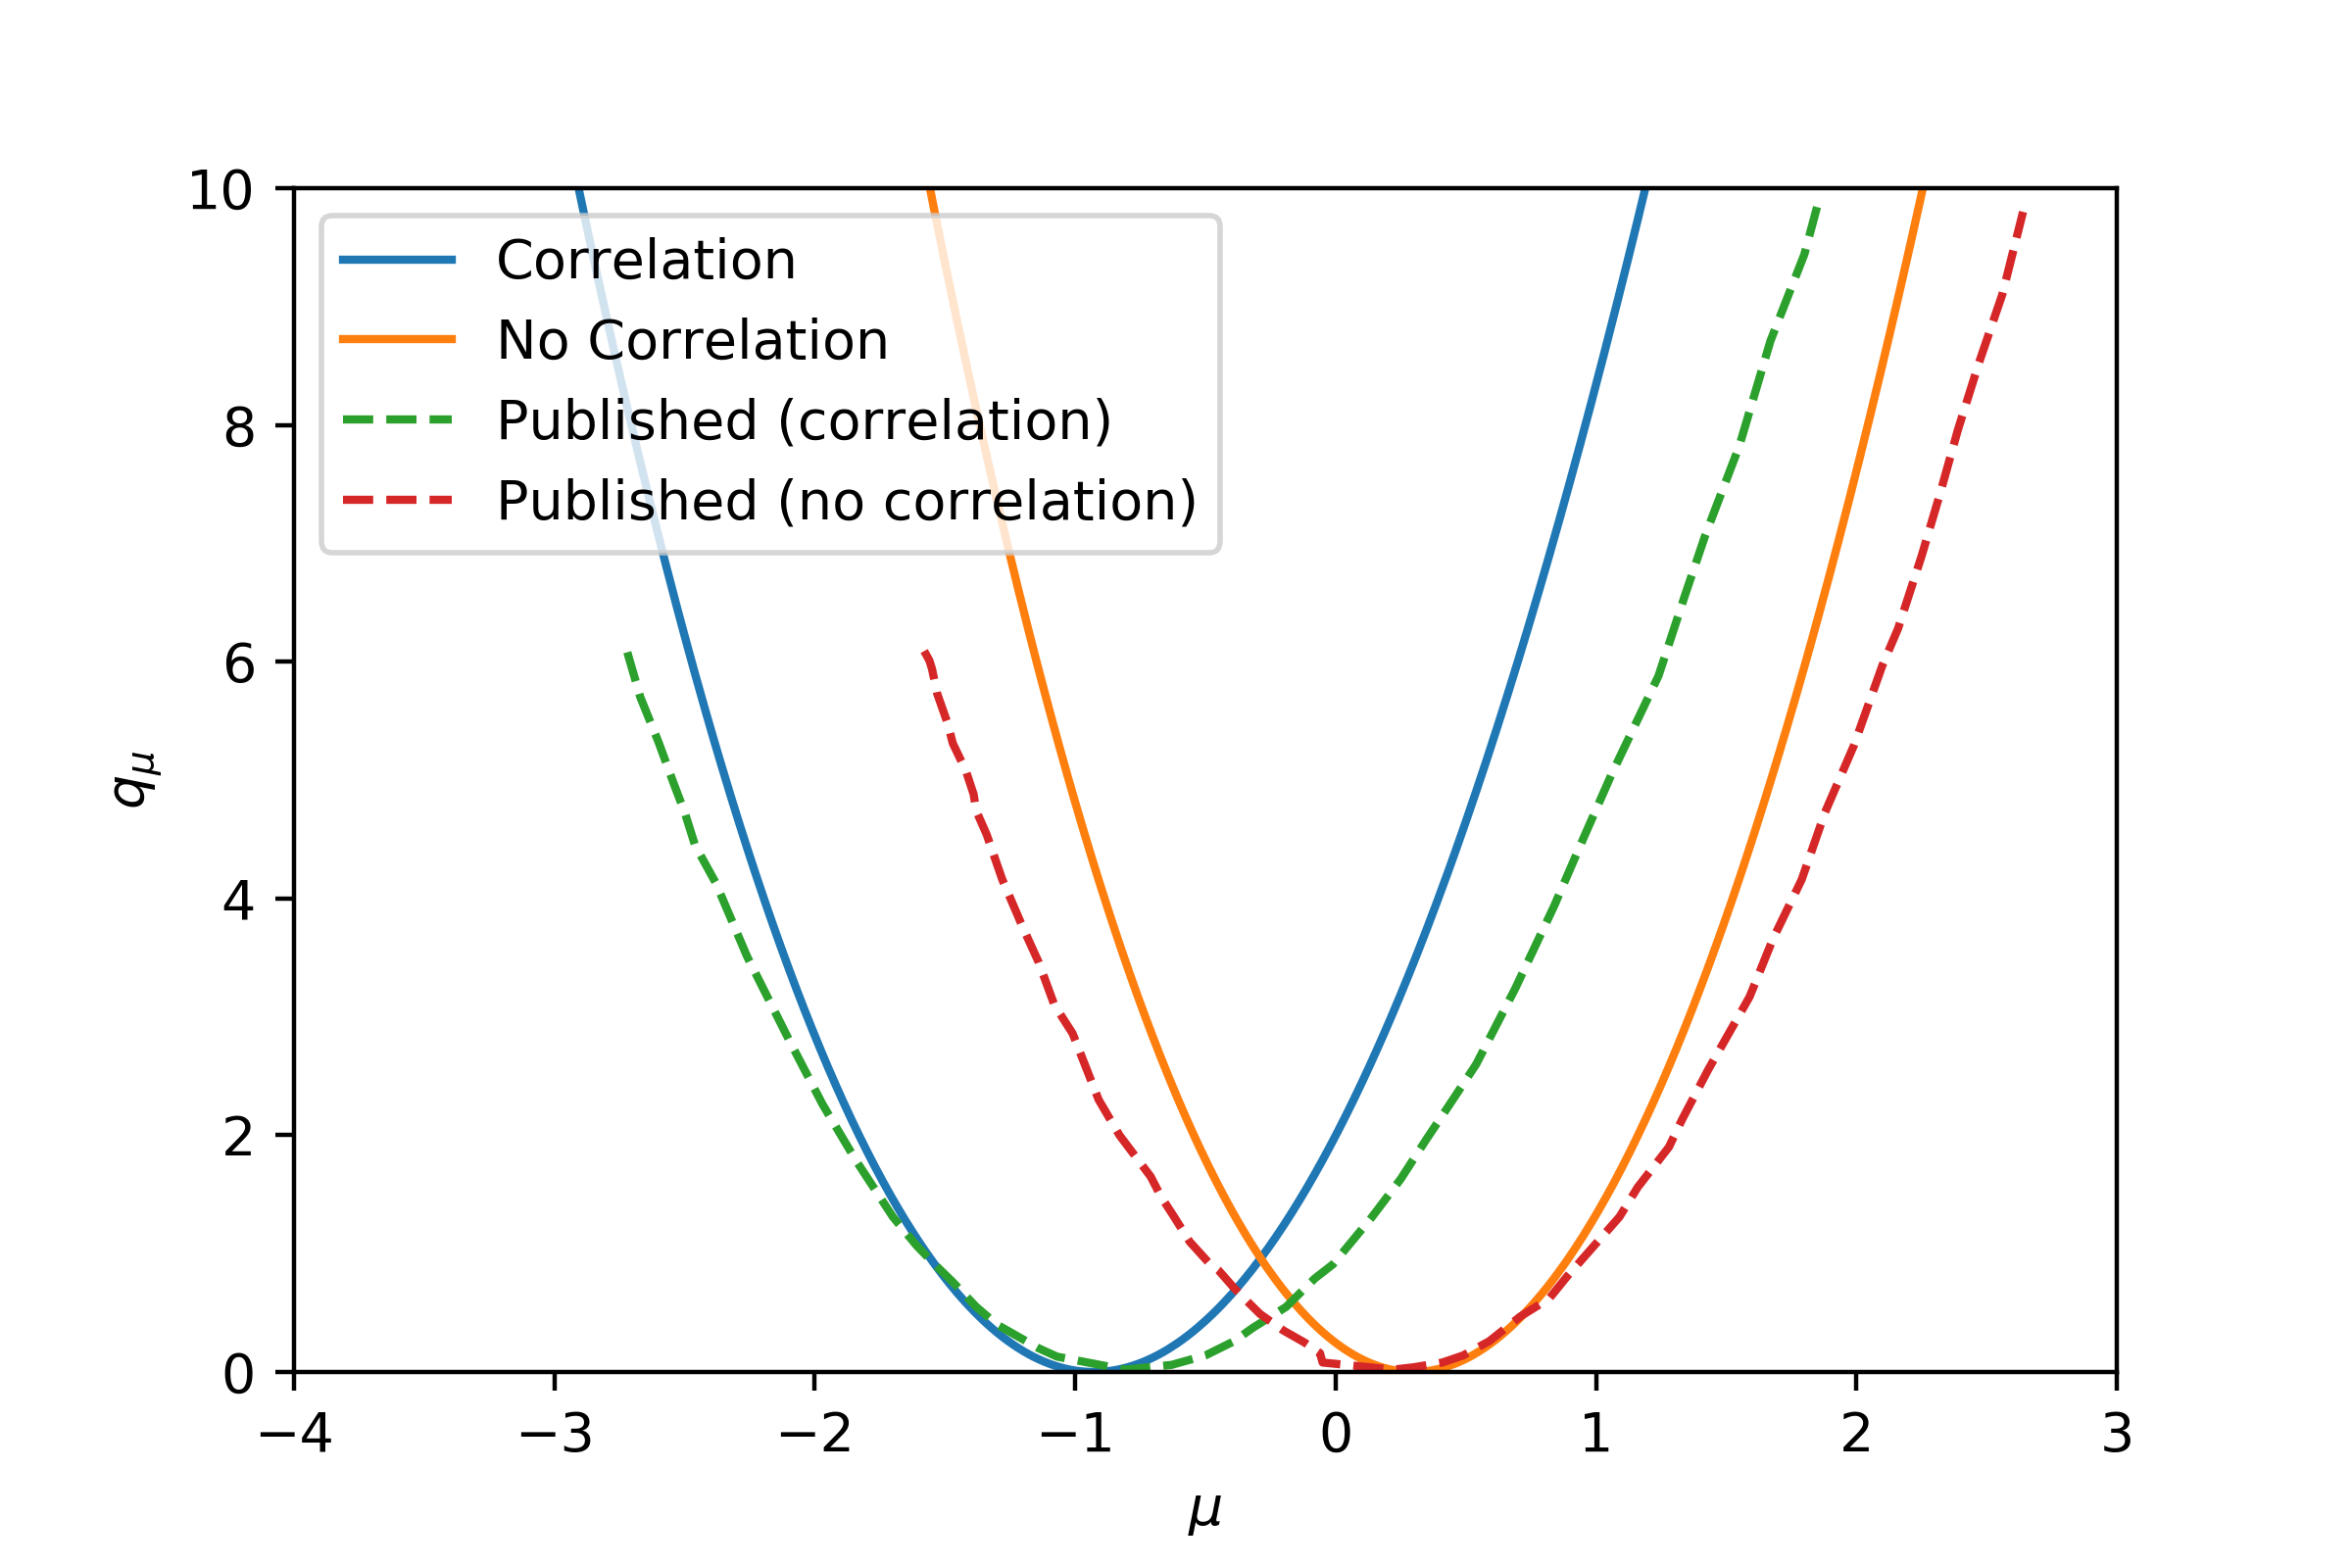 10
8
6
4
2
0
qμ
Correlation
No Correlation
Published (correlation)
Published (no correlation)
−4 −3 −2 −1 0 1 2 3
μ